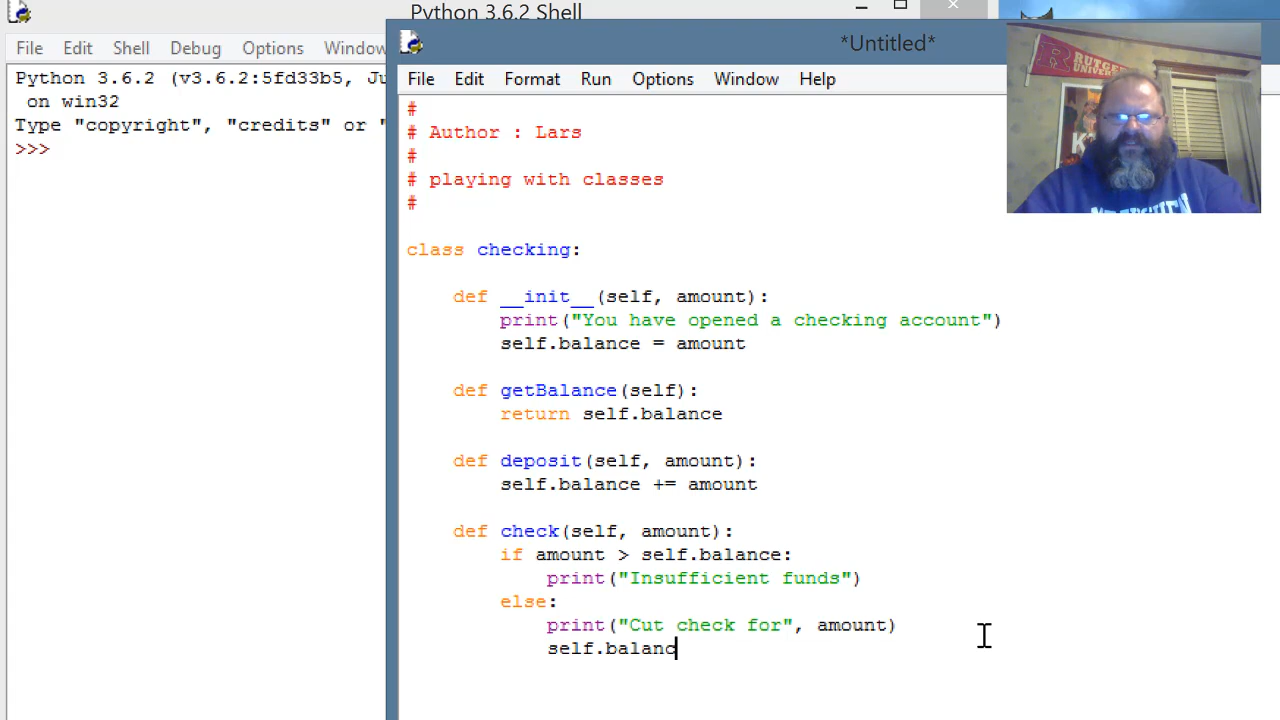 Python 3.6.2 Shell
File Edit Shell Debug Options Window
Python 3.6.2 (v3.6.2:5fd33b5, Ju
on win32
Type "copyright", "credits" or "
>>>
*Untitled*
File Edit Format Run Options Window Help
#
# Author : Lars
#
# playing with classes
#
class checking:
def __init__(self, amount):
print("You have opened a checking account")
self.balance = amount
def getBalance(self):
return self.balance
def deposit(self, amount):
self.balance += amount
def check(self, amount):
if amount > self.balance:
print("Insufficient funds")
else:
print("Cut check for", amount)
self.balanc
RUTGE
UNIVER